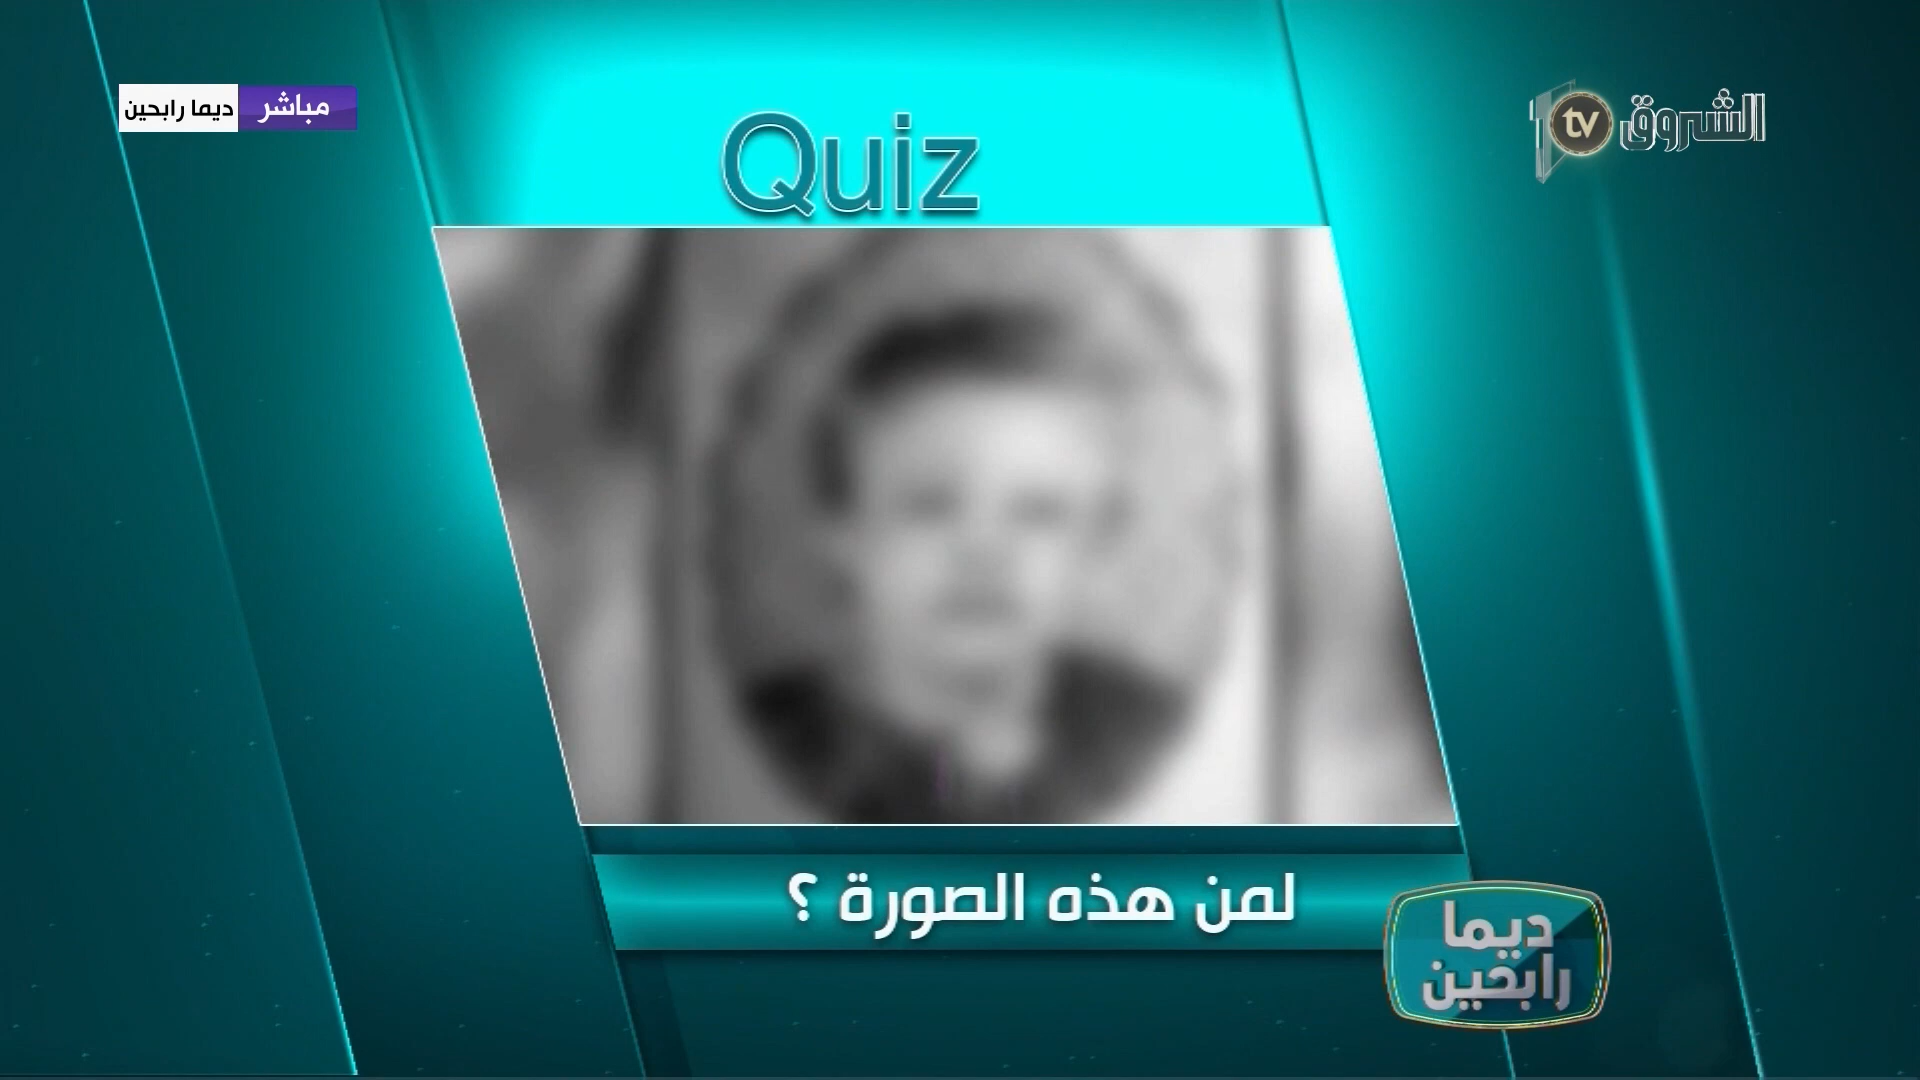 ديما رابحين مباشر
الشروق tv
Quiz
لمن هذه الصورة ؟
ديما
رابحين